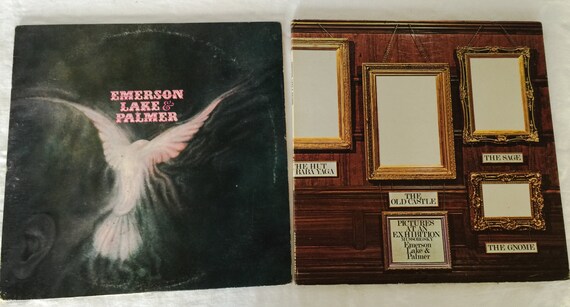 EMERSON
LAKE &
PALMER
THE HUT
BABA YAGA
THE
OLD CASTLE
THE SAGE
PICTURES
AT AN
EXHIBITION
MUSSORGSKY
Emerson
Lake &
Palmer
THE GNOME